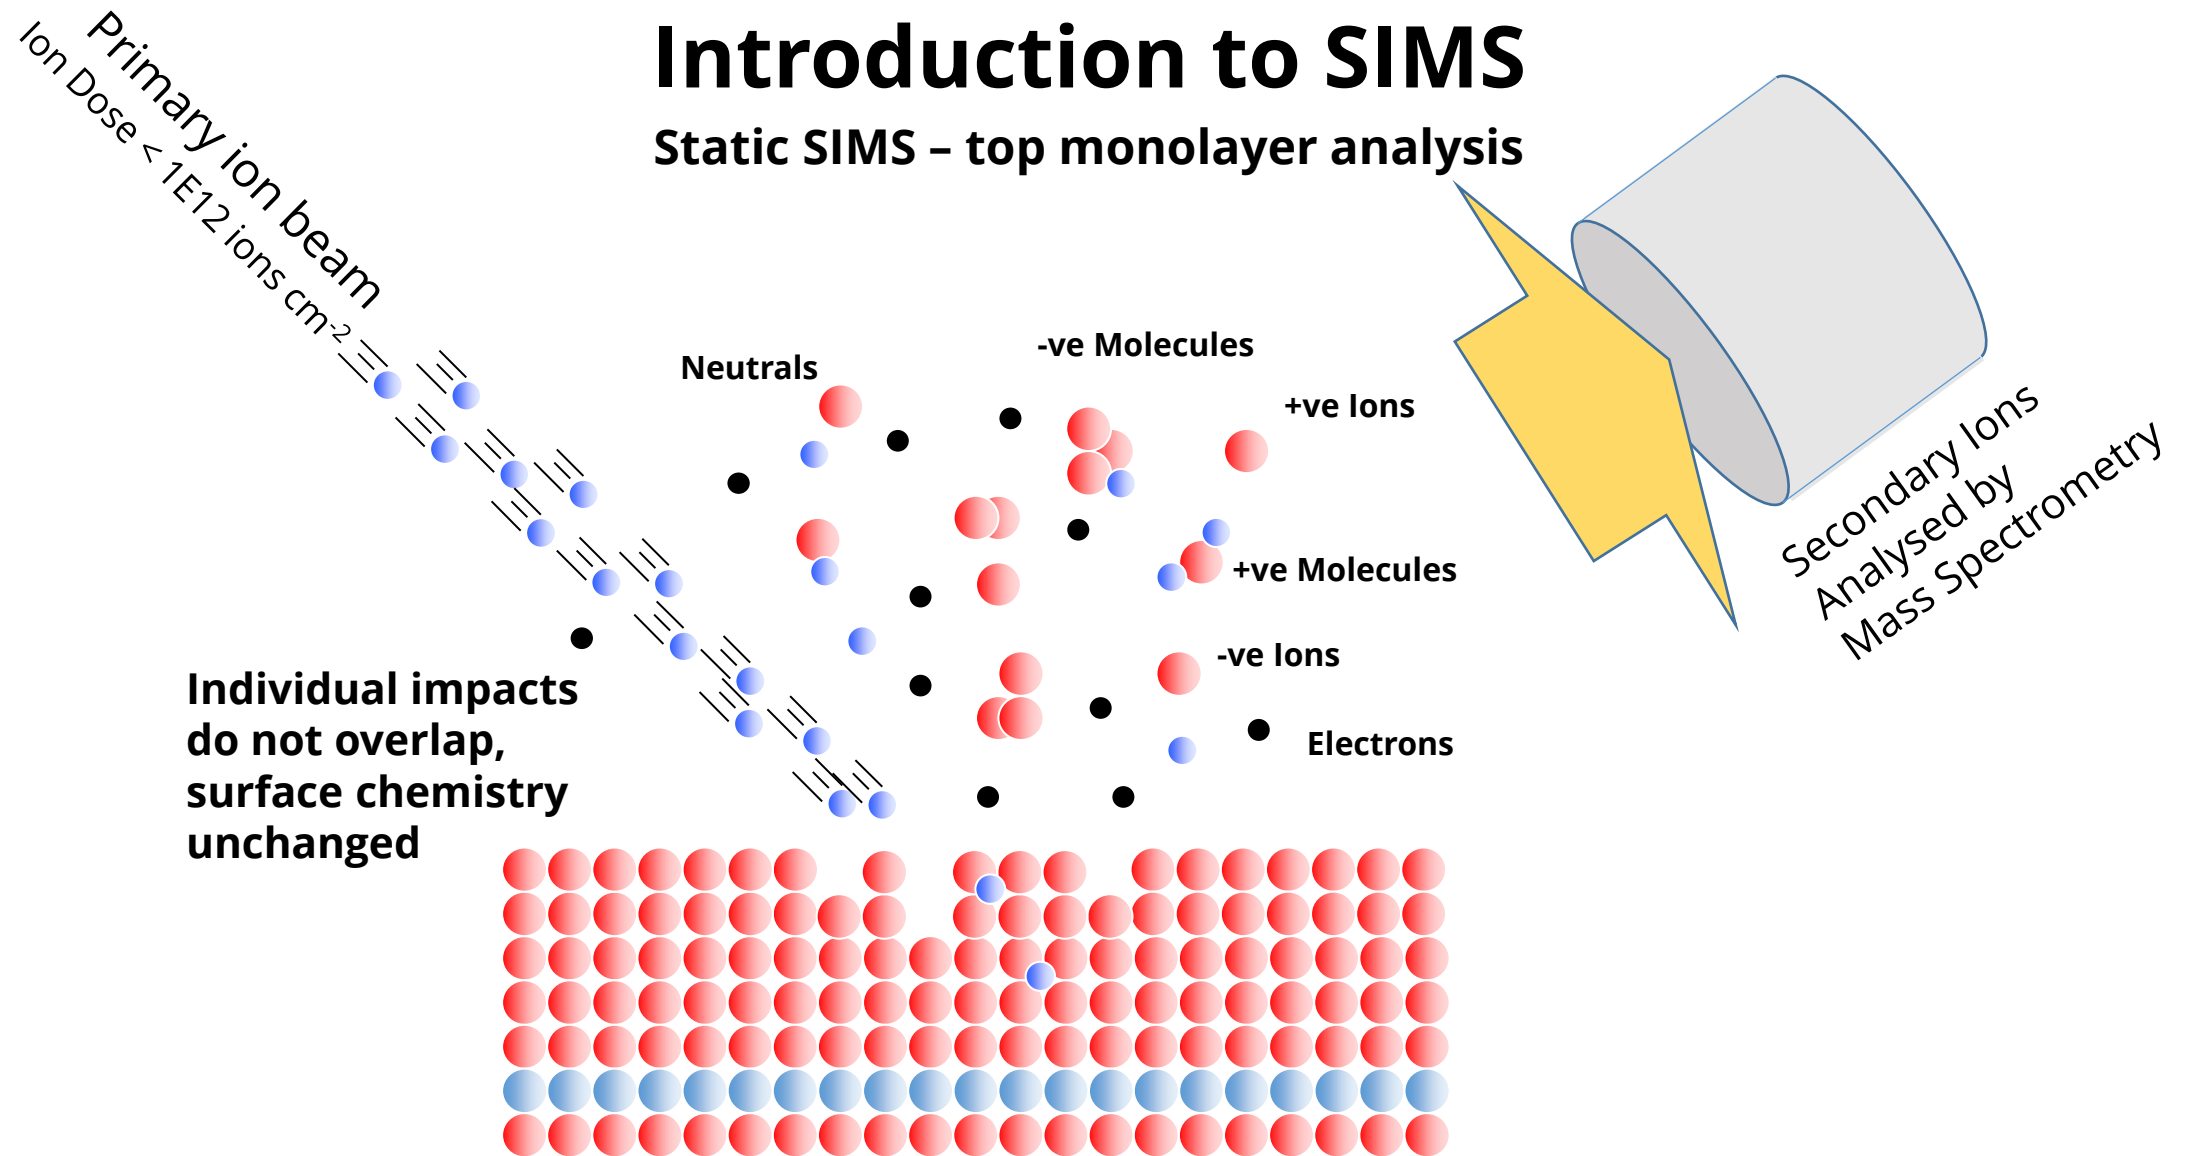 Introduction to SIMS
Static SIMS – top monolayer analysis
Primary ion beam
Ion Dose < 1E12 ions cm-2
Neutrals
-ve Molecules
+ve Ions
+ve Molecules
-ve Ions
Electrons
Individual impacts
do not overlap,
surface chemistry
unchanged
Secondary Ions
Analysed by
Mass Spectrometry